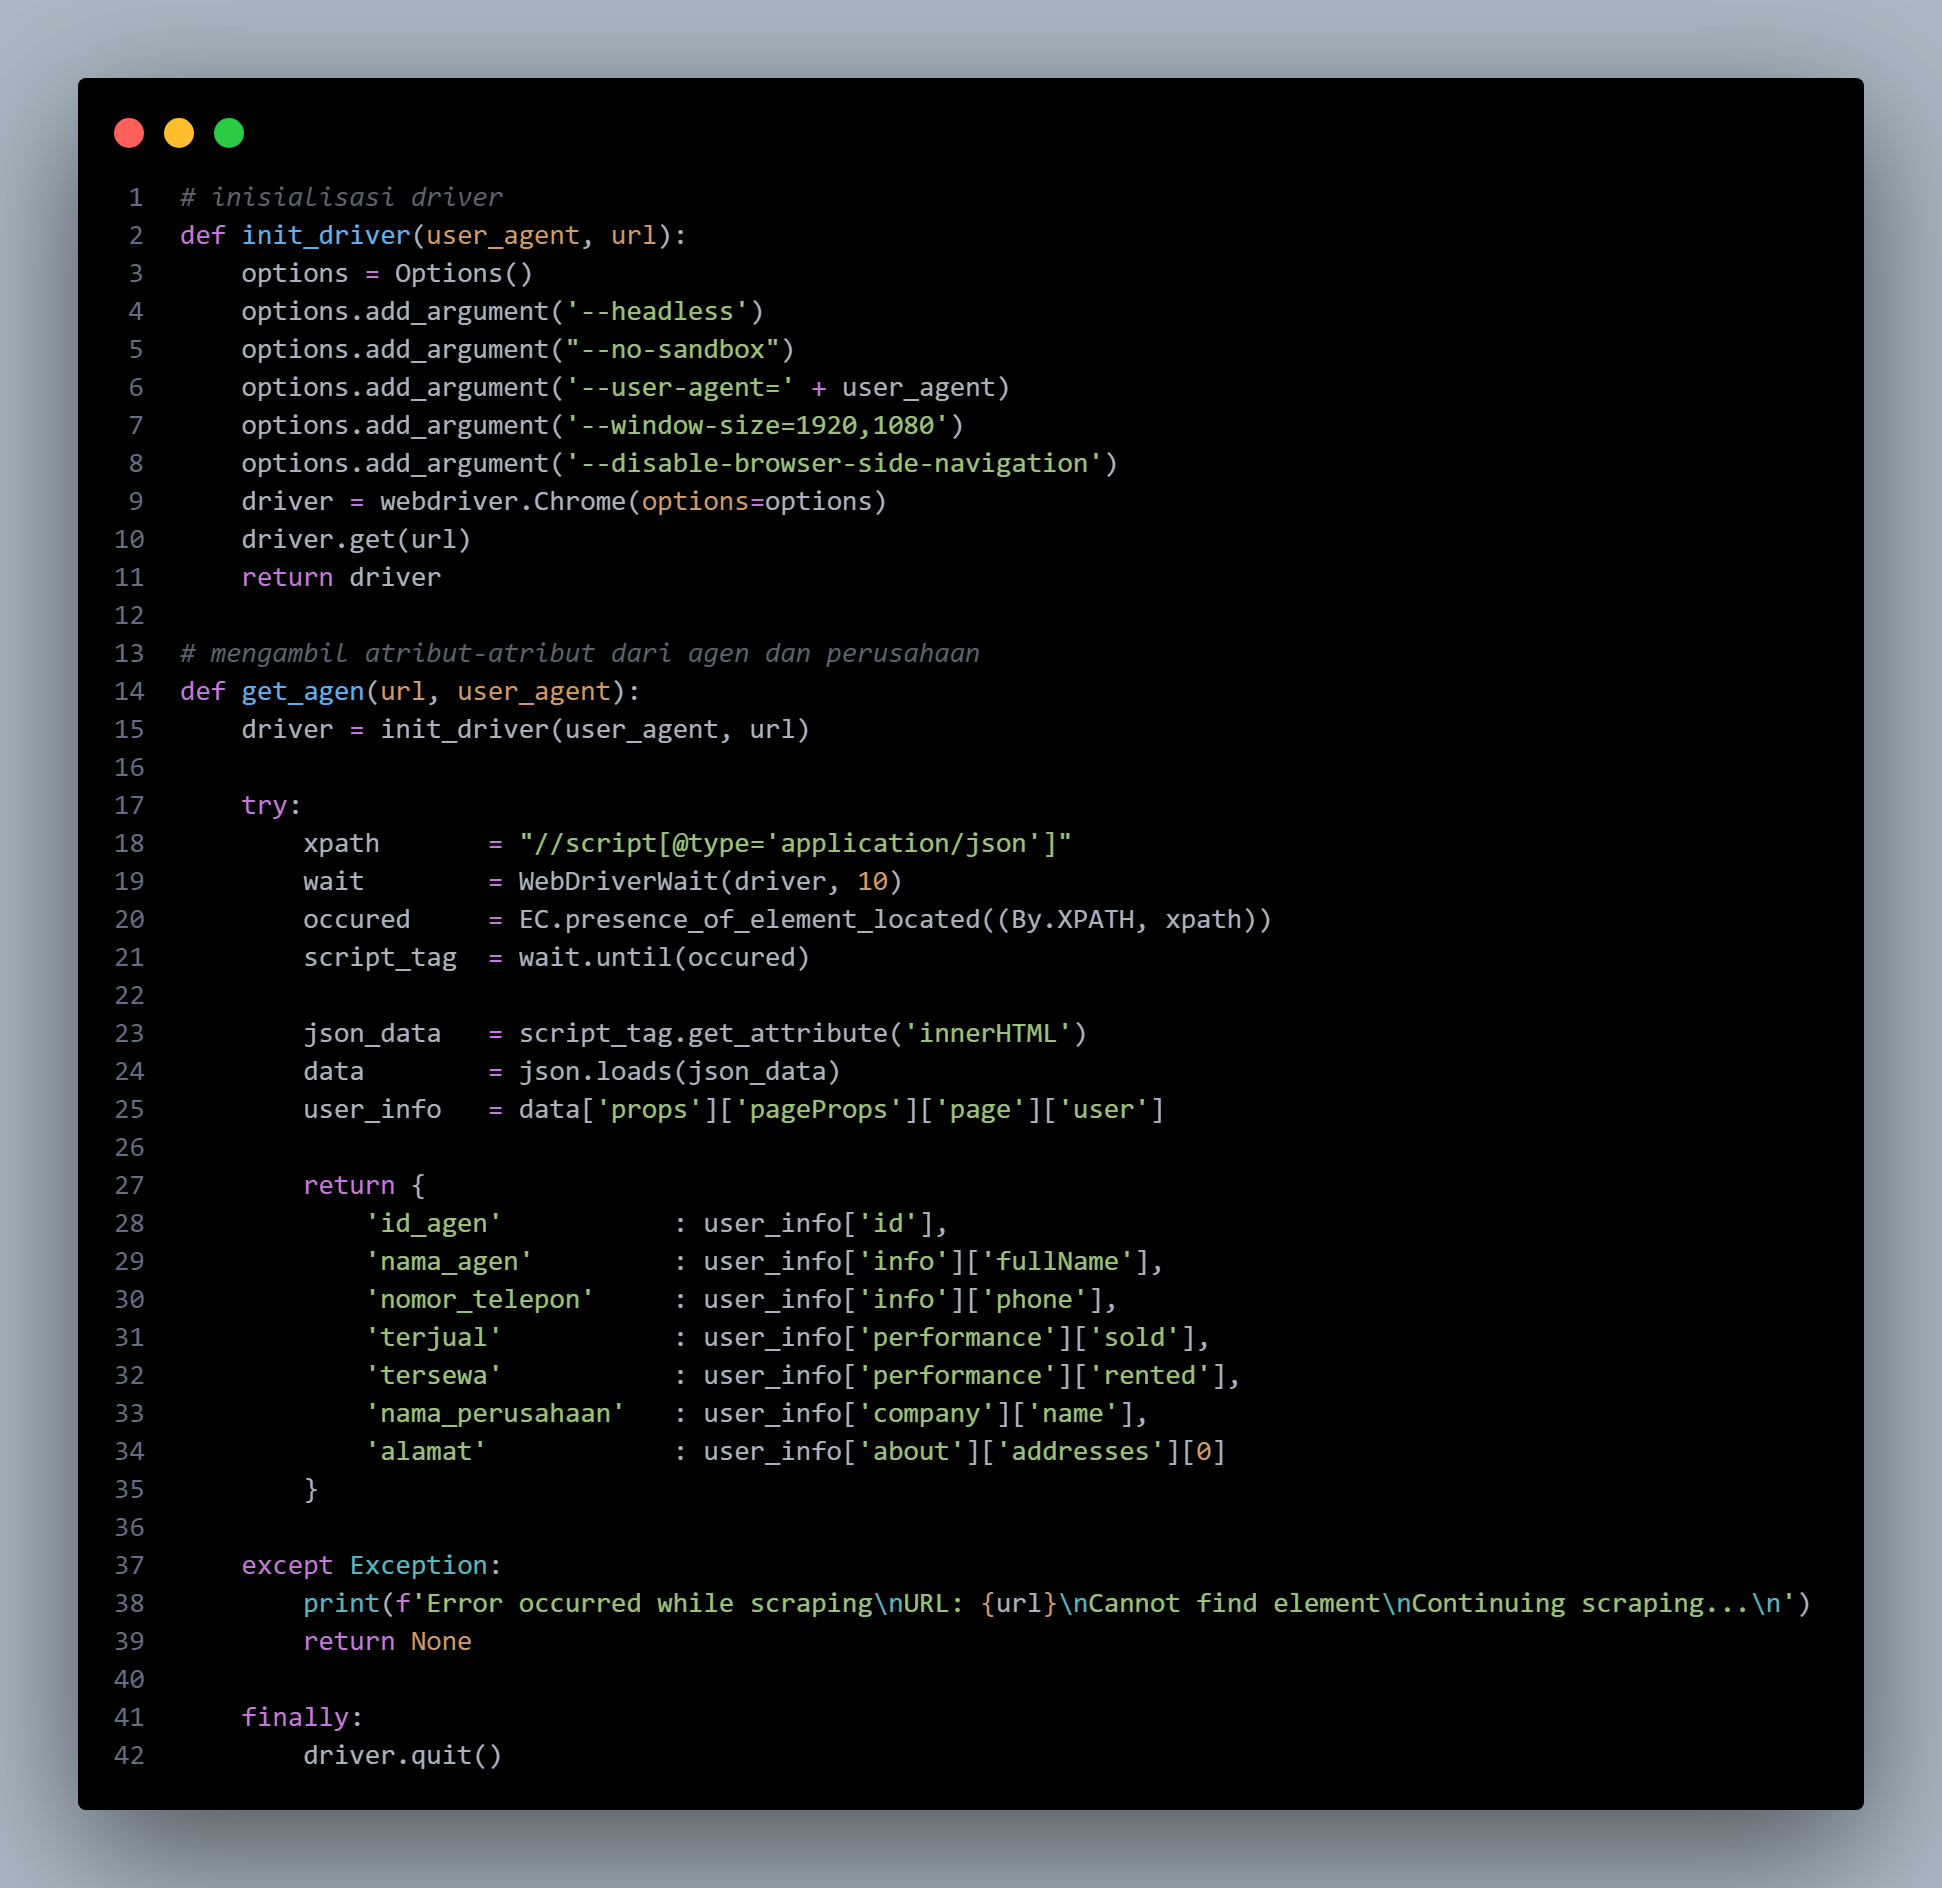 1 # inisialisasi driver
2 def init_driver(user_agent, url):
3     options = Options()
4     options.add_argument('--headless')
5     options.add_argument("--no-sandbox")
6     options.add_argument('--user-agent=' + user_agent)
7     options.add_argument('--window-size=1920,1080')
8     options.add_argument('--disable-browser-side-navigation')
9     driver = webdriver.Chrome(options=options)
10     driver.get(url)
11     return driver
12
13 # mengambil atribut-atribut dari agen dan perusahaan
14 def get_agen(url, user_agent):
15     driver = init_driver(user_agent, url)
16
17     try:
18         xpath       = "//script[@type='application/json']"
19         wait        = WebDriverWait(driver, 10)
20         occured     = EC.presence_of_element_located((By.XPATH, xpath))
21         script_tag  = wait.until(occured)
22
23         json_data   = script_tag.get_attribute('innerHTML')
24         data        = json.loads(json_data)
25         user_info   = data['props']['pageProps']['page']['user']
26
27         return {
28             'id_agen'           : user_info['id'],
29             'nama_agen'         : user_info['info']['fullName'],
30             'nomor_telepon'     : user_info['info']['phone'],
31             'terjual'           : user_info['performance']['sold'],
32             'tersewa'           : user_info['performance']['rented'],
33             'nama_perusahaan'   : user_info['company']['name'],
34             'alamat'            : user_info['about']['addresses'][0]
35         }
36
37     except Exception:
38         print(f'Error occurred while scraping\nURL: {url}\nCannot find element\nContinuing scraping...\n')
39         return None
40
41     finally:
42         driver.quit()